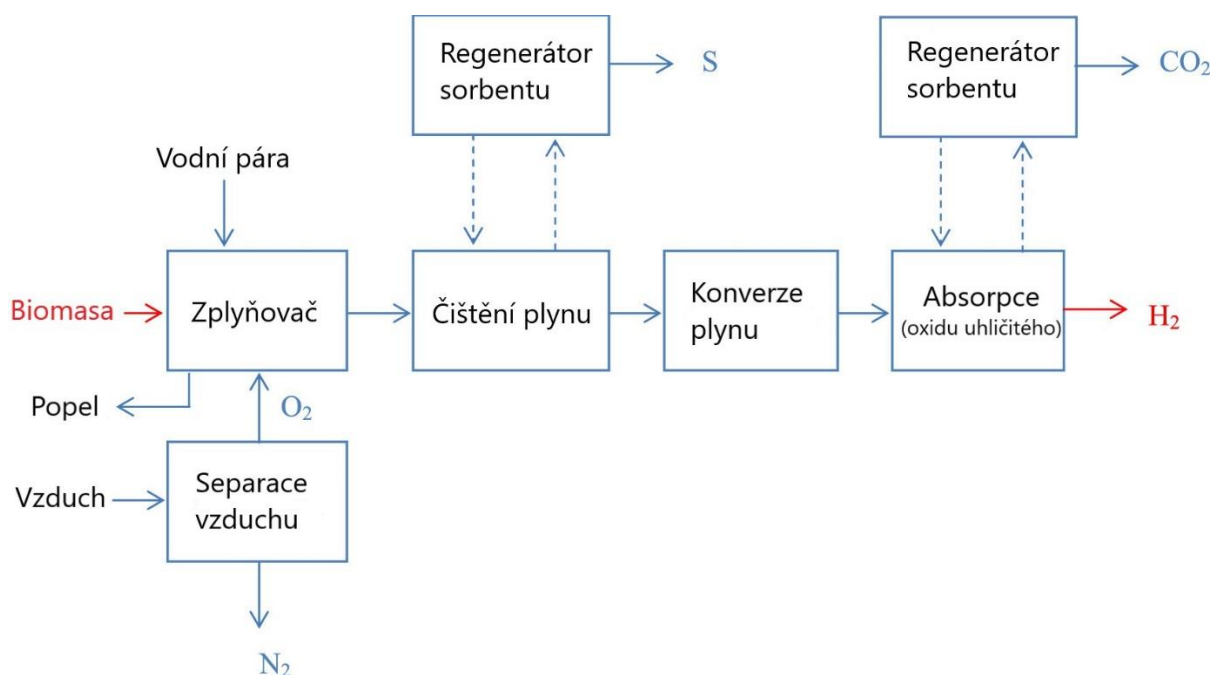 Regenerátor
sorbentu
S
Regenerátor
sorbentu
CO₂
Vodní pára
Biomasa
Zplyňovač
Čištění plynu
Konverze
plynu
Absorpce
(oxidu uhličitého)
H₂
Popel
O₂
Vzduch
Separace
vzduchu
N₂